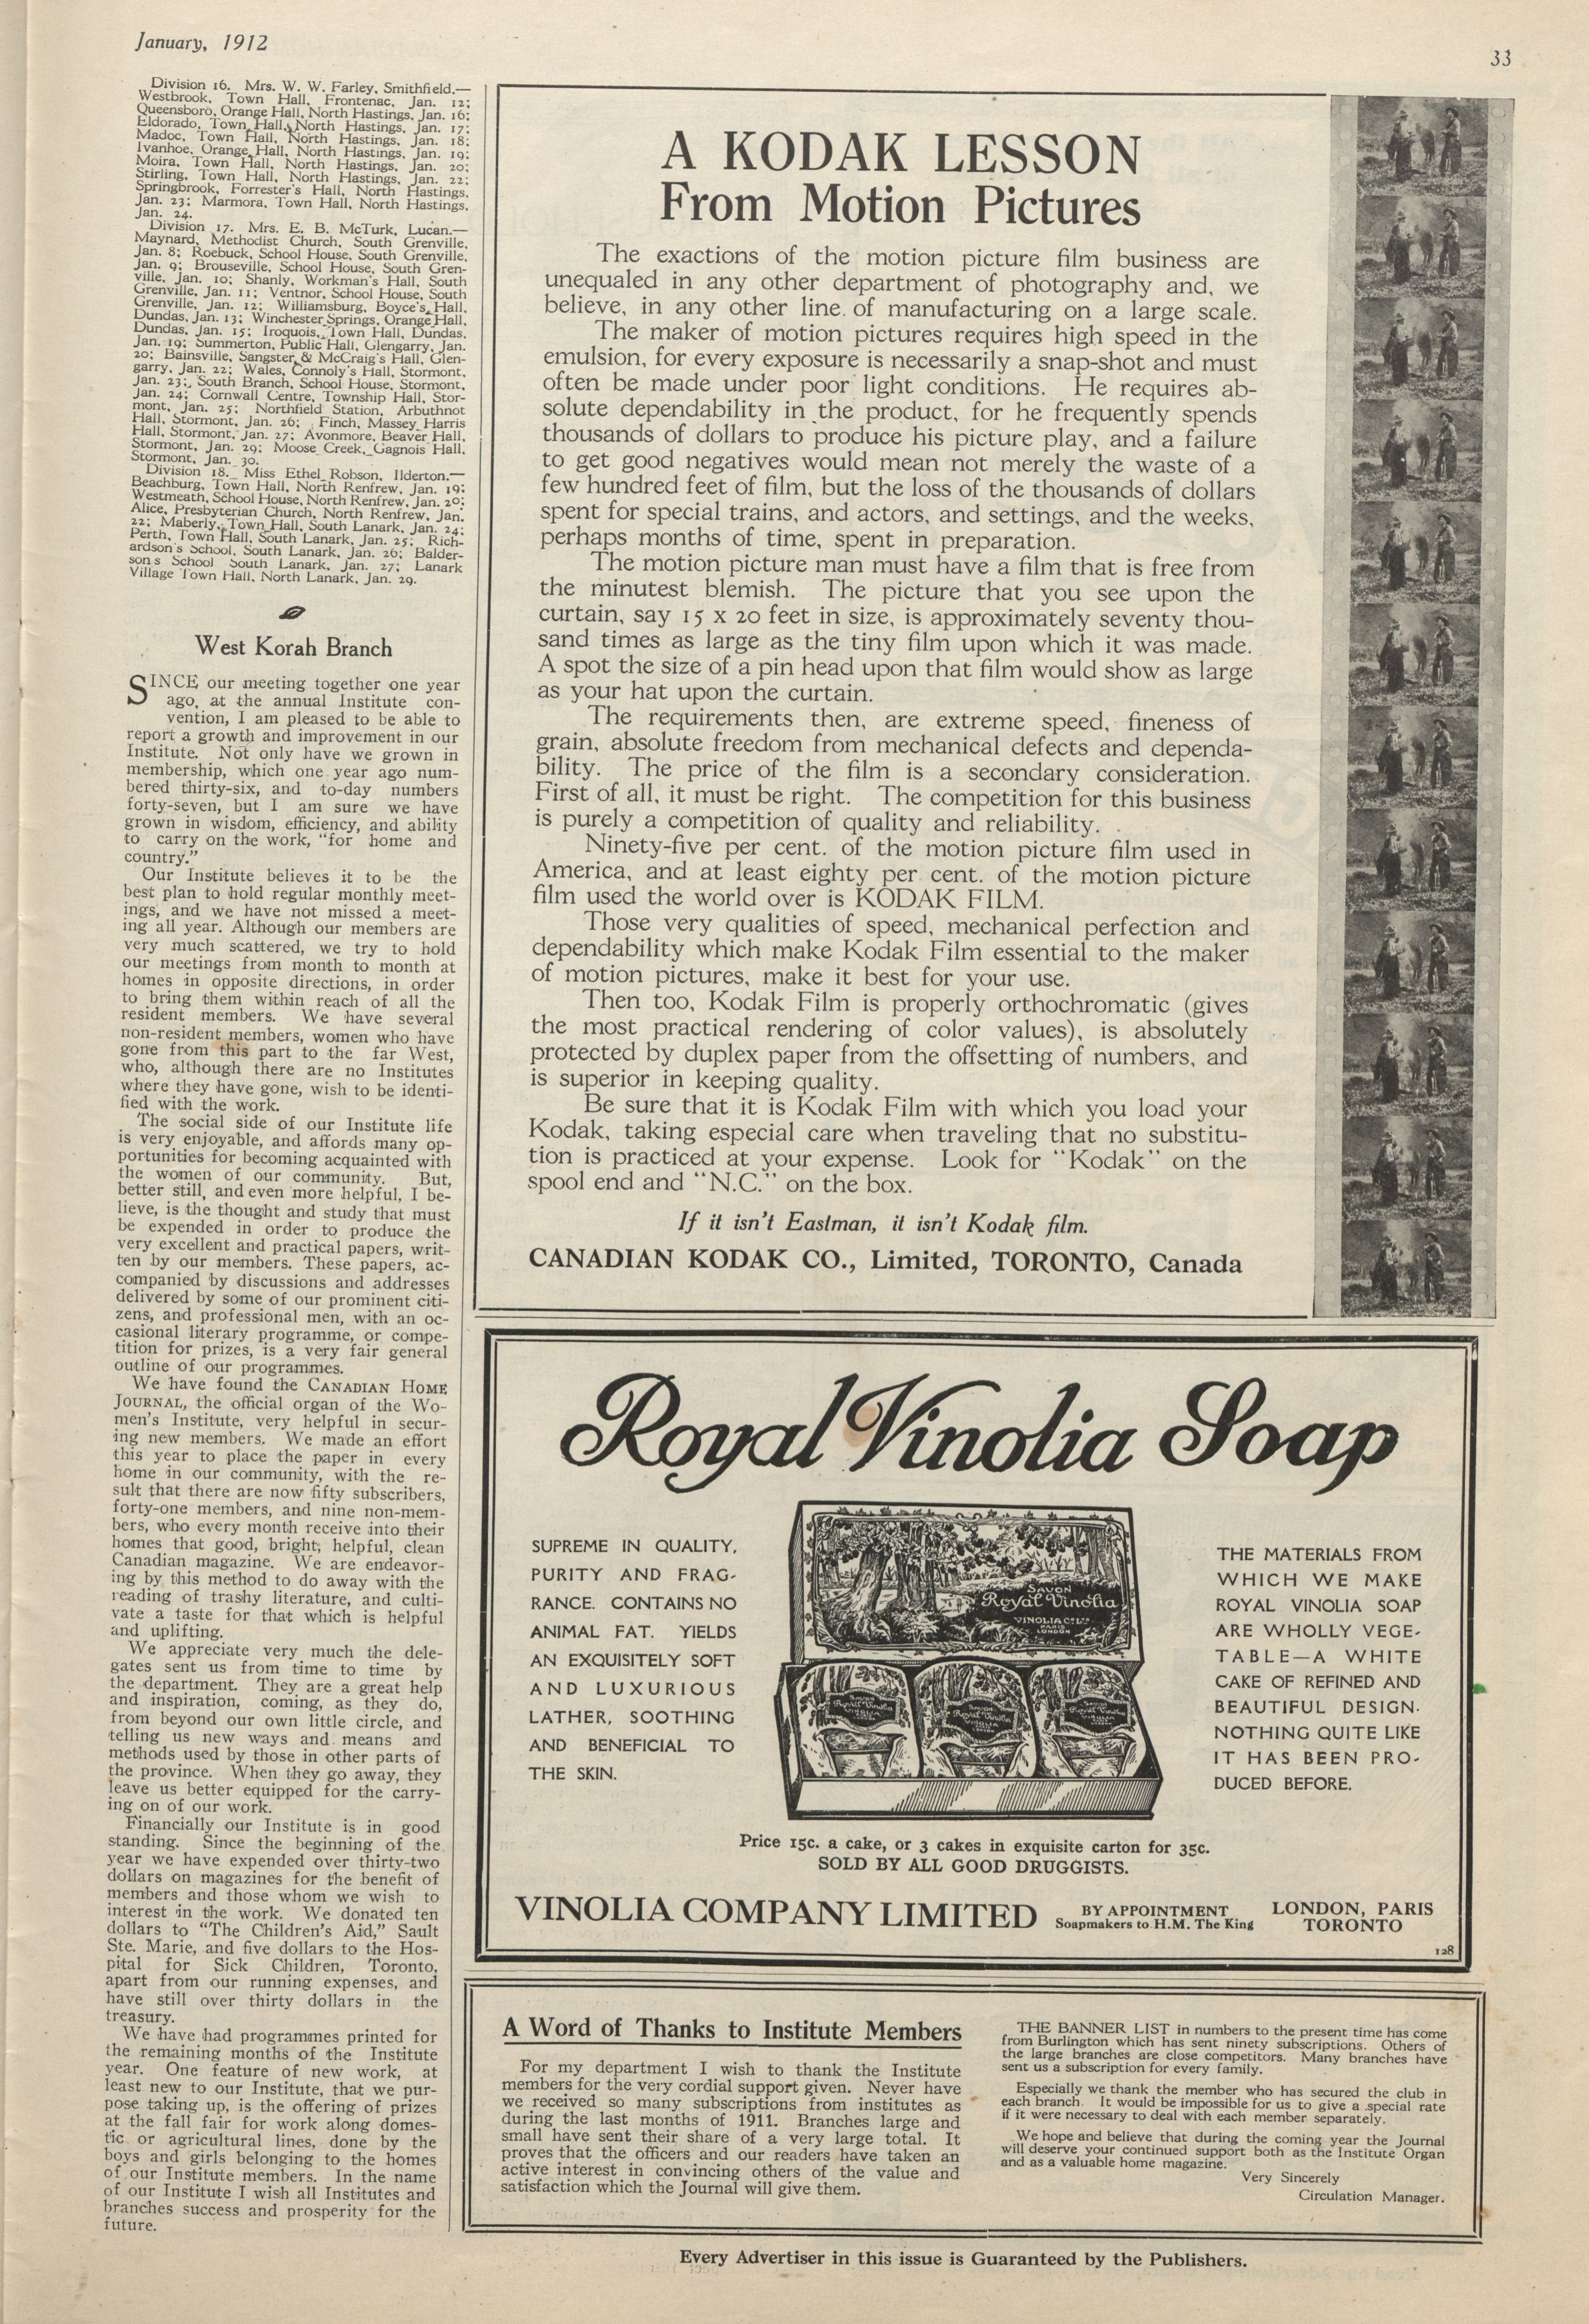 January, 1912
33
Division 16. Mrs. W. W. Farley, Smithfield.—
Westbrook, Town Hall, Frontenac, Jan. 12;
Queensboro, Orange Hall, North Hastings, Jan. 16;
Eldorado, Town Hall, North Hastings, Jan. 17;
Madoc, Town Hall, North Hastings, Jan. 18;
Ivanhoe, Orange Hall, North Hastings, Jan. 19;
Moira, Town Hall, North Hastings, Jan. 20;
Stirling, Town Hall, North Hastings, Jan. 22;
Springbrook, Forrester's Hall, North Hastings,
Jan. 23; Marmora, Town Hall, North Hastings,
Jan. 24.
Division 17. Mrs. E. B. McTurk, Lucan.—
Maynard, Methodist Church, South Grenville,
Jan. 8; Roebuck, School House, South Grenville,
Jan. 9; Brouseville, School House, South Gren-
ville, Jan. 10; Shanly, Workman's Hall, South
Grenville, Jan. 11; Ventnor, School House, South
Grenville, Jan. 12; Williamsburg, Boyce's Hall,
Dundas, Jan. 13; Winchester Springs, Orange Hall,
Dundas, Jan. 15; Iroquois, Town Hall, Dundas,
Jan. 19; Summerton, Public Hall, Glengarry, Jan.
20; Bainsville, Sangster & McCraig's Hall, Glen-
garry, Jan. 22; Wales, Connoly's Hall, Stormont,
Jan. 23; South Branch, School House, Stormont,
Jan. 24; Cornwall Centre, Township Hall, Stor-
mont, Jan. 25; Northfield Station, Arbuthnot
Hall, Stormont, Jan. 26; Finch, Massey Harris
Hall, Stormont, Jan. 27; Avonmore, Beaver Hall,
Stormont, Jan. 29; Moose Creek, Gagnois Hall,
Stormont, Jan. 30.
Division 18. Miss Ethel Robson, Ilderton.—
Beachburg, Town Hall, North Renfrew, Jan. 19;
Westmeath, School House, North Renfrew, Jan. 20;
Alice, Presbyterian Church, North Renfrew, Jan.
22; Maberly, Town Hall, South Lanark, Jan. 24;
Perth, Town Hall, South Lanark, Jan. 25; Rich-
ardson's School, South Lanark, Jan. 26; Balder-
son's School South Lanark, Jan. 27; Lanark
Village Town Hall, North Lanark, Jan. 29.
West Korah Branch
SINCE our meeting together one year
ago, at the annual Institute con-
vention, I am pleased to be able to
report a growth and improvement in our
Institute. Not only have we grown in
membership, which one year ago num-
bered thirty-six, and to-day numbers
forty-seven, but I am sure we have
grown in wisdom, efficiency, and ability
to carry on the work, "for home and
country."
Our Institute believes it to be the
best plan to hold regular monthly meet-
ings, and we have not missed a meet-
ing all year. Although our members are
very much scattered, we try to hold
our meetings from month to month at
homes in opposite directions, in order
to bring them within reach of all the
resident members. We have several
non-resident members, women who have
gone from this part to the far West,
who, although there are no Institutes
where they have gone, wish to be identi-
fied with the work.
The social side of our Institute life
is very enjoyable, and affords many op-
portunities for becoming acquainted with
the women of our community. But,
better still, and even more helpful, I be-
lieve, is the thought and study that must
be expended in order to produce the
very excellent and practical papers, writ-
ten by our members. These papers, ac-
companied by discussions and addresses
delivered by some of our prominent citi-
zens, and professional men, with an oc-
casional literary programme, or compe-
tition for prizes, is a very fair general
outline of our programmes.
We have found the CANADIAN HOME
JOURNAL, the official organ of the Wo-
men's Institute, very helpful in secur-
ing new members. We made an effort
this year to place the paper in every
home in our community, with the re-
sult that there are now fifty subscribers,
forty-one members, and nine non-mem-
bers, who every month receive into their
homes that good, bright, helpful, clean
Canadian magazine. We are endeavor-
ing by this method to do away with the
reading of trashy literature, and culti-
vate a taste for that which is helpful
and uplifting.
We appreciate very much the dele-
gates sent us from time to time by
the department. They are a great help
and inspiration, coming, as they do,
from beyond our own little circle, and
telling us new ways and means and
methods used by those in other parts of
the province. When they go away, they
leave us better equipped for the carry-
ing on of our work.
Financially our Institute is in good
standing. Since the beginning of the
year we have expended over thirty-two
dollars on magazines for the benefit of
members and those whom we wish to
interest in the work. We donated ten
dollars to "The Children's Aid," Sault
Ste. Marie, and five dollars to the Hos-
pital for Sick Children, Toronto,
apart from our running expenses, and
have still over thirty dollars in the
treasury.
We have had programmes printed for
the remaining months of the Institute
year. One feature of new work, at
least new to our Institute, that we pur-
pose taking up, is the offering of prizes
at the fall fair for work along domes-
tic or agricultural lines, done by the
boys and girls belonging to the homes
of our Institute members. In the name
of our Institute I wish all Institutes and
branches success and prosperity for the
future.
A KODAK LESSON
From Motion Pictures
The exactions of the motion picture film business are
unequaled in any other department of photography and, we
believe, in any other line of manufacturing on a large scale.
The maker of motion pictures requires high speed in the
emulsion, for every exposure is necessarily a snap-shot and must
often be made under poor light conditions. He requires ab-
solute dependability in the product, for he frequently spends
thousands of dollars to produce his picture play, and a failure
to get good negatives would mean not merely the waste of a
few hundred feet of film, but the loss of the thousands of dollars
spent for special trains, and actors, and settings, and the weeks,
perhaps months of time, spent in preparation.
The motion picture man must have a film that is free from
the minutest blemish. The picture that you see upon the
curtain, say 15 x 20 feet in size, is approximately seventy thou-
sand times as large as the tiny film upon which it was made.
A spot the size of a pin head upon that film would show as large
as your hat upon the curtain.
The requirements then, are extreme speed, fineness of
grain, absolute freedom from mechanical defects and dependa-
bility. The price of the film is a secondary consideration.
First of all, it must be right. The competition for this business
is purely a competition of quality and reliability.
Ninety-five per cent. of the motion picture film used in
America, and at least eighty per cent. of the motion picture
film used the world over is KODAK FILM.
Those very qualities of speed, mechanical perfection and
dependability which make Kodak Film essential to the maker
of motion pictures, make it best for your use.
Then too, Kodak Film is properly orthochromatic (gives
the most practical rendering of color values), is absolutely
protected by duplex paper from the offsetting of numbers, and
is superior in keeping quality.
Be sure that it is Kodak Film with which you load your
Kodak, taking especial care when traveling that no substitu-
tion is practiced at your expense. Look for "Kodak" on the
spool end and "N.C." on the box.
If it isn't Eastman, it isn't Kodak film.
CANADIAN KODAK CO., Limited, TORONTO, Canada
Royal Vinolia Soap
SUPREME IN QUALITY,
PURITY AND FRAG-
RANCE. CONTAINS NO
ANIMAL FAT. YIELDS
AN EXQUISITELY SOFT
AND LUXURIOUS
LATHER, SOOTHING
AND BENEFICIAL TO
THE SKIN.
SAVON
Royal Vinolia
VINOLIA Co Ltd
PARIS
LONDON
SAVON
Royal Vinolia
VINOLIA
Royal Vinolia
VINOLIA
Royal Vinolia
THE MATERIALS FROM
WHICH WE MAKE
ROYAL VINOLIA SOAP
ARE WHOLLY VEGE-
TABLE—A WHITE
CAKE OF REFINED AND
BEAUTIFUL DESIGN.
NOTHING QUITE LIKE
IT HAS BEEN PRO-
DUCED BEFORE.
Price 15c. a cake, or 3 cakes in exquisite carton for 35c.
SOLD BY ALL GOOD DRUGGISTS.
VINOLIA COMPANY LIMITED
BY APPOINTMENT
Soapmakers to H.M. The King
LONDON, PARIS
TORONTO
128
A Word of Thanks to Institute Members
For my department I wish to thank the Institute
members for the very cordial support given. Never have
we received so many subscriptions from institutes as
during the last months of 1911. Branches large and
small have sent their share of a very large total. It
proves that the officers and our readers have taken an
active interest in convincing others of the value and
satisfaction which the Journal will give them.
THE BANNER LIST in numbers to the present time has come
from Burlington which has sent ninety subscriptions. Others of
the large branches are close competitors. Many branches have
sent us a subscription for every family.
Especially we thank the member who has secured the club in
each branch. It would be impossible for us to give a special rate
if it were necessary to deal with each member separately.
We hope and believe that during the coming year the Journal
will deserve your continued support both as the Institute Organ
and as a valuable home magazine.
Very Sincerely
Circulation Manager.
Every Advertiser in this issue is Guaranteed by the Publishers.